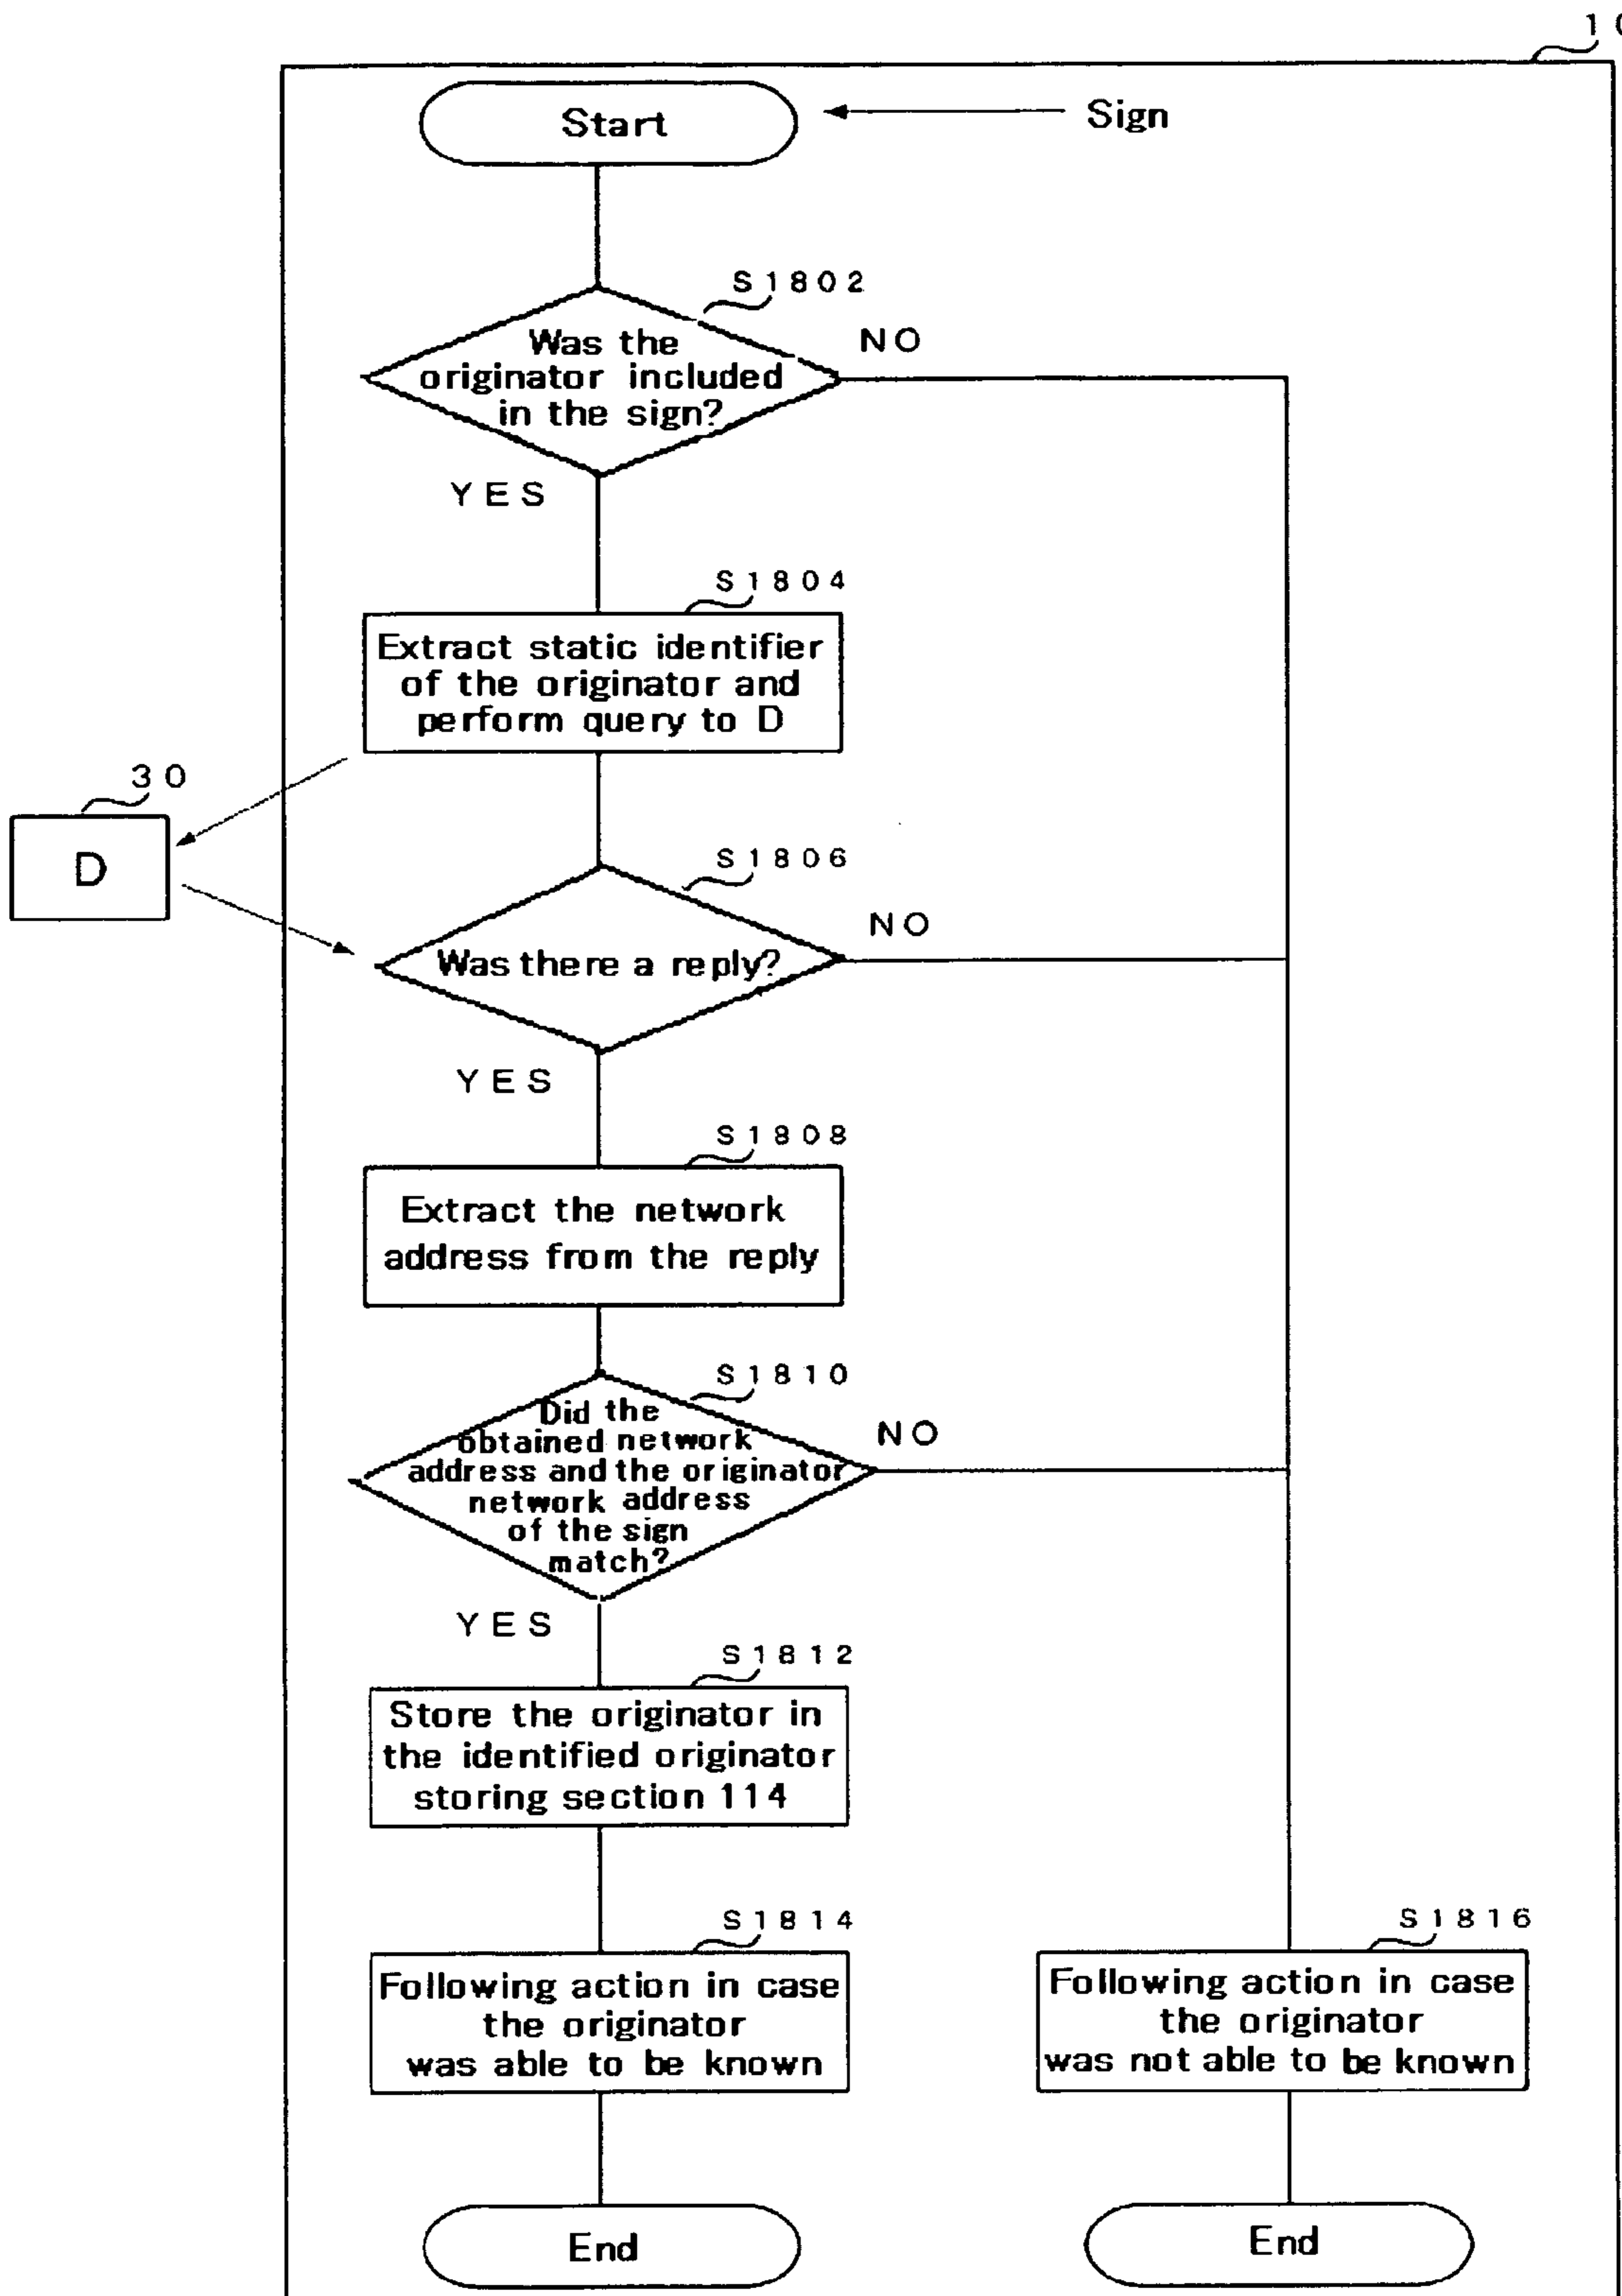 10
Start
Sign
S1802
Was the
originator included
in the sign?
NO
YES
S1804
Extract static identifier
of the originator and
perform query to D
30
D
S1806
Was there a reply?
NO
YES
S1808
Extract the network
address from the reply
S1810
Did the
obtained network
address and the originator
network address
of the sign
match?
NO
YES
S1812
Store the originator in
the identified originator
storing section 114
S1814
Following action in case
the originator
was able to be known
S1816
Following action in case
the originator
was not able to be known
End
End